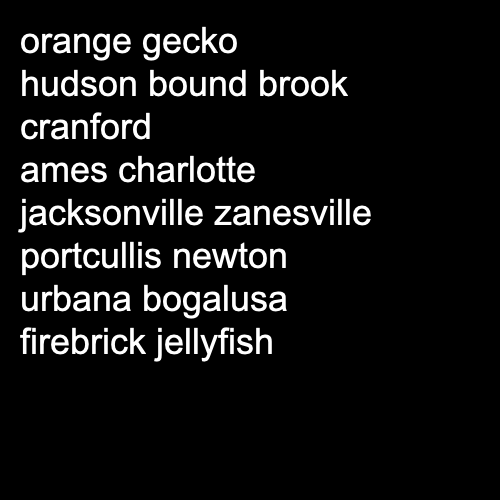 orange gecko
hudson bound brook
cranford
ames charlotte
jacksonville zanesville
portcullis newton
urbana bogalusa
firebrick jellyfish